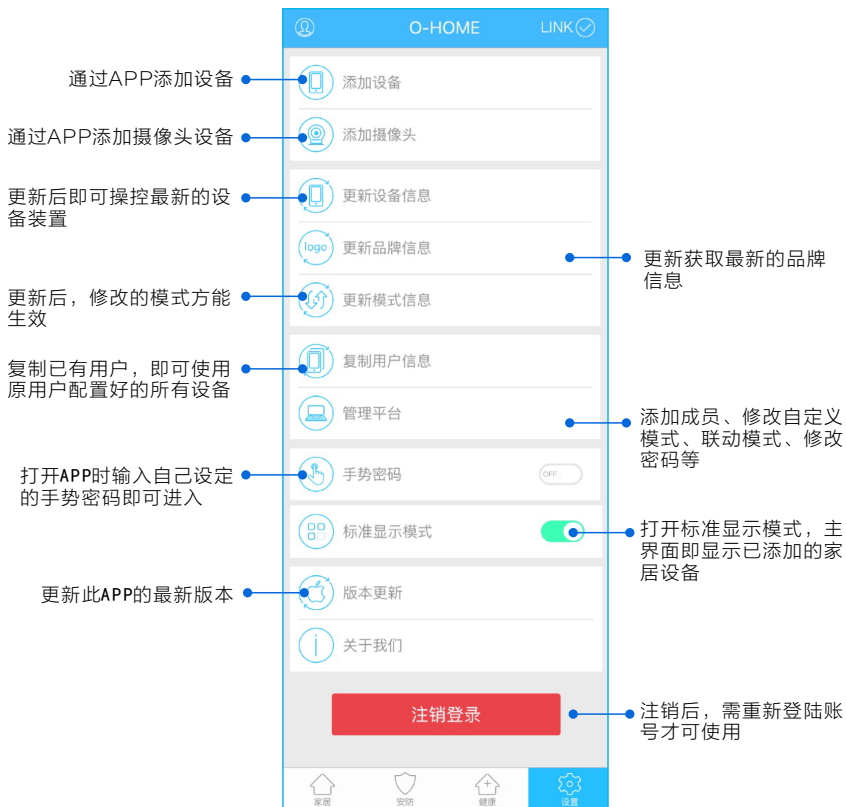 O-HOME
LINK
通过APP添加设备
添加设备
通过APP添加摄像头设备
添加摄像头
更新后即可操控最新的设
备装置
更新设备信息
logo
更新品牌信息
更新获取最新的品牌
信息
更新后，修改的模式方能
生效
更新模式信息
复制已有用户，即可使用
原用户配置好的所有设备
复制用户信息
管理平台
添加成员、修改自定义
模式、联动模式、修改
密码等
打开APP时输入自己设定
的手势密码即可进入
手势密码
OFF
标准显示模式
打开标准显示模式，主
界面即显示已添加的家
居设备
更新此APP的最新版本
版本更新
关于我们
注销登录
注销后，需重新登陆账
号才可使用
家居
安防
健康
设置